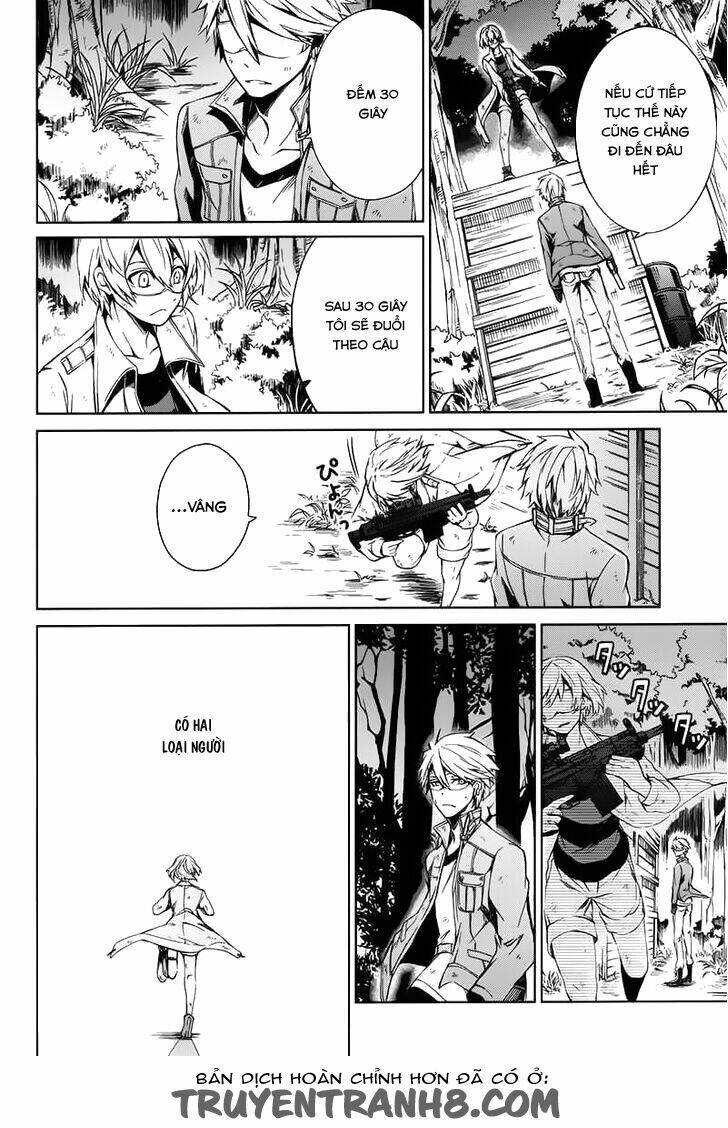 NẾU CỨ TIẾP
TỤC THẾ NÀY
CŨNG CHẲNG
ĐI ĐẾN ĐÂU
HẾT
ĐẾM 30
GIÂY
SAU 30 GIÂY
TÔI SẼ ĐUỔI
THEO CẬU
ぴょんっ
...VÂNG
タッ タッ タッ
CÓ HAI
LOẠI NGƯỜI
BẢN DỊCH HOÀN CHỈNH HƠN ĐÃ CÓ Ở:
TRUYENTRANH8.COM